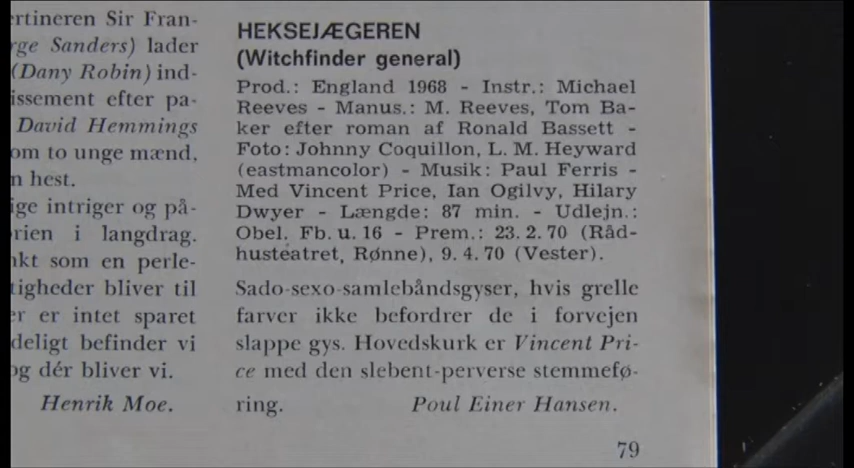 ertineren Sir Fran-
rge Sanders) lader
(Dany Robin) ind-
issement efter pa-
David Hemmings
om to unge mænd,
n hest.
ige intriger og på-
rien i langdrag.
nkt som en perle-
tigheder bliver til
er er intet sparet
deligt befinder vi
og dér bliver vi.
Henrik Moe.
HEKSEJÆGEREN
(Witchfinder general)
Prod.: England 1968 - Instr.: Michael
Reeves - Manus.: M. Reeves, Tom Ba-
ker efter roman af Ronald Bassett -
Foto: Johnny Coquillon, L. M. Heyward
(eastmancolor) - Musik: Paul Ferris -
Med Vincent Price, Ian Ogilvy, Hilary
Dwyer - Længde: 87 min. - Udlejn.:
Obel. Fb. u. 16 - Prem.: 23. 2. 70 (Råd-
husteatret, Rønne), 9. 4. 70 (Vester).
Sado-sexo-samlebåndsgyser, hvis grelle
farver ikke befordrer de i forvejen
slappe gys. Hovedskurk er Vincent Pri-
ce med den slebent-perverse stemmefø-
ring.
Poul Einer Hansen.
79